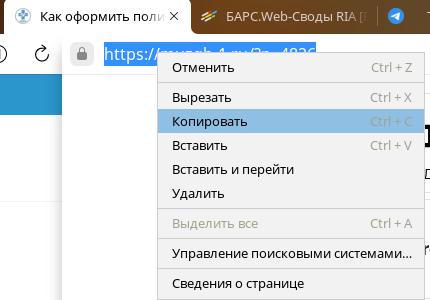 Как оформить поли
БАРС.Web-Своды RIA
https://
Отменить Ctrl + Z
Вырезать Ctrl + X
Копировать Ctrl + C
Вставить Ctrl + V
Вставить и перейти
Удалить
Выделить все Ctrl + A
Управление поисковыми системами...
Сведения о странице